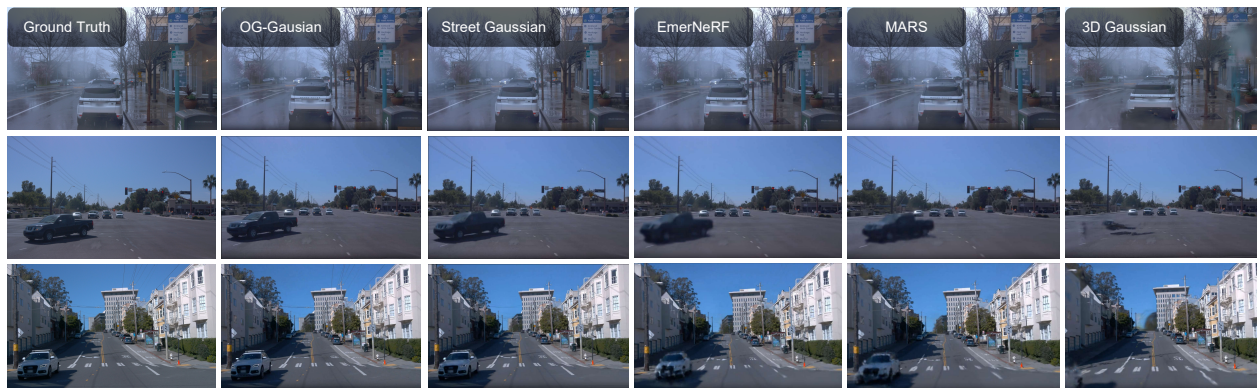 Ground Truth
OG-Gausian
Street Gaussian
EmerNeRF
MARS
3D Gaussian